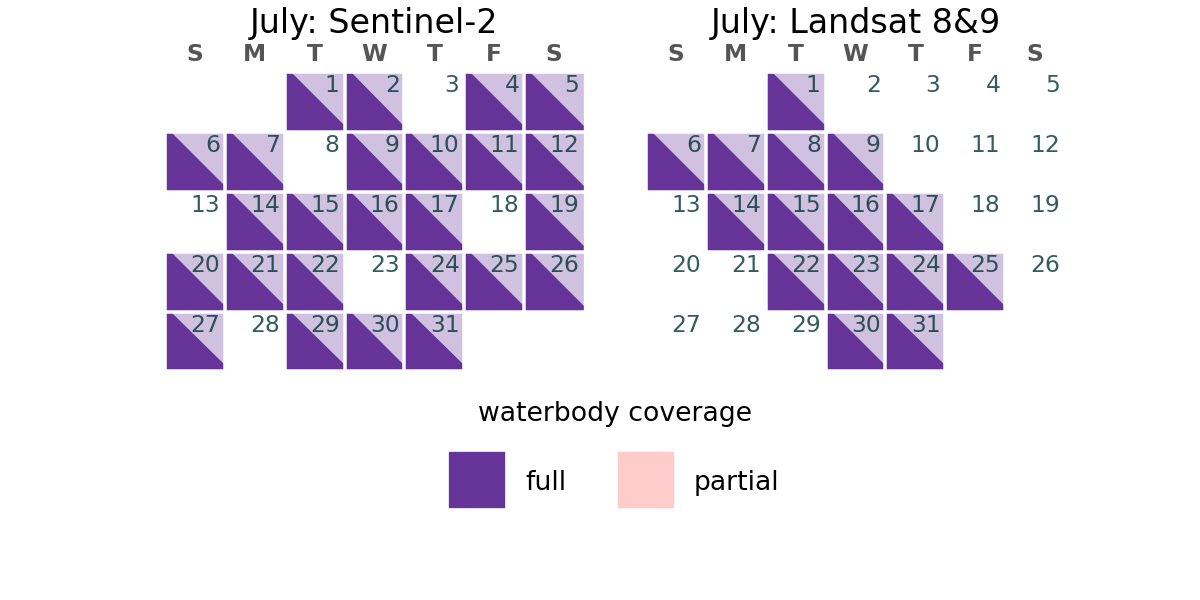 July: Sentinel-2
S M T W T F S
1 2 3 4 5
6 7 8 9 10 11 12
13 14 15 16 17 18 19
20 21 22 23 24 25 26
27 28 29 30 31
July: Landsat 8&9
S M T W T F S
1 2 3 4 5
6 7 8 9 10 11 12
13 14 15 16 17 18 19
20 21 22 23 24 25 26
27 28 29 30 31
waterbody coverage
full partial